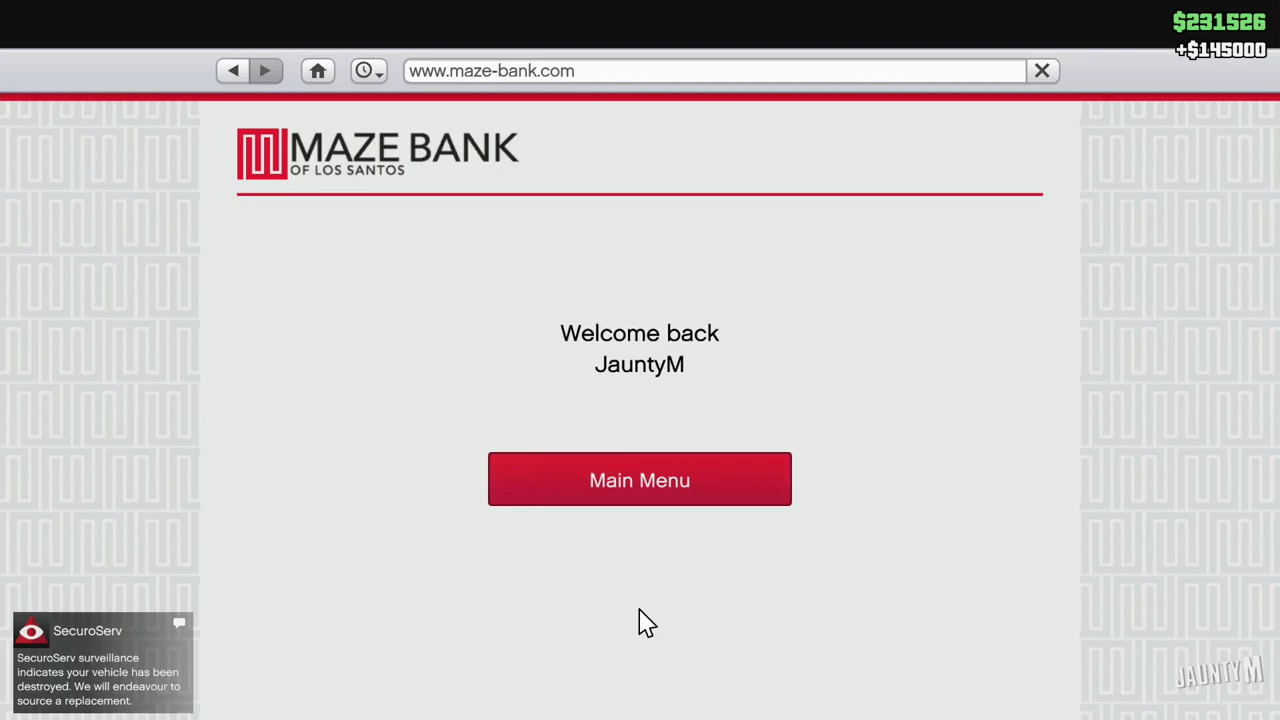 $231526
+$145000
www.maze-bank.com
MAZE BANK
OF LOS SANTOS
Welcome back
JauntyM
Main Menu
SecuroServ
SecuroServ surveillance
indicates your vehicle has been
destroyed. We will endeavour to
source a replacement.
JAUNTYM